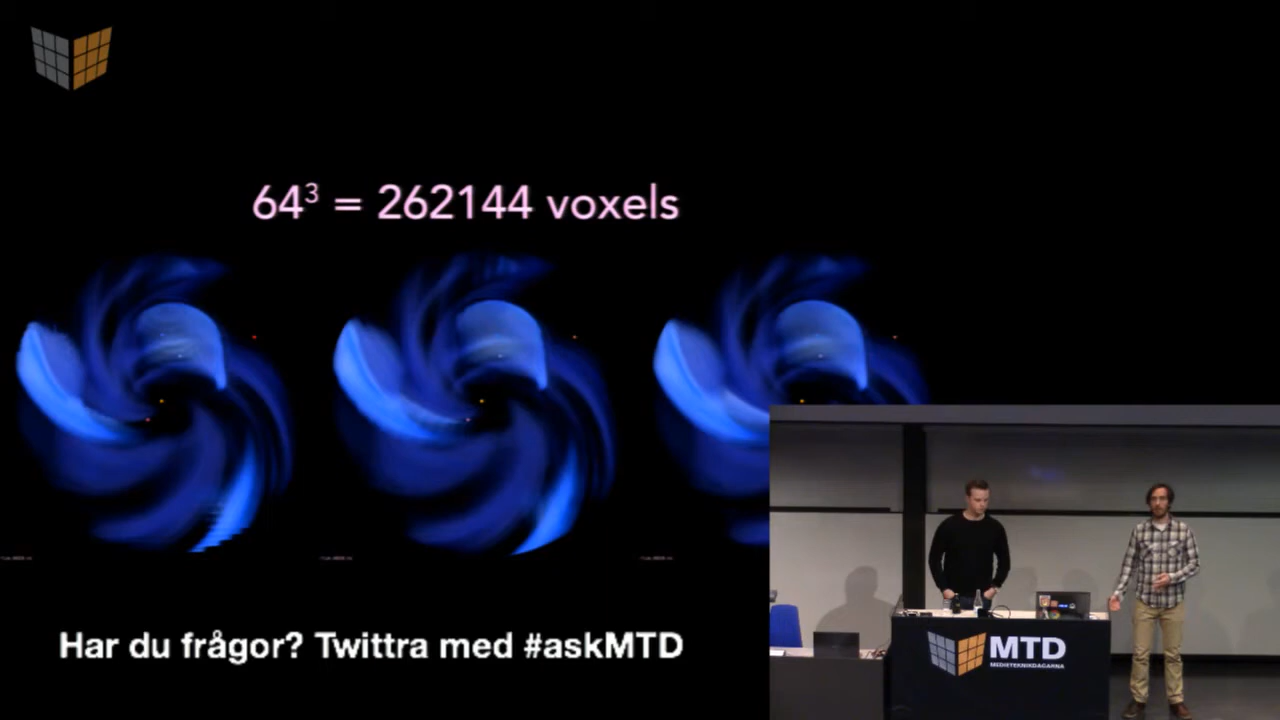 64³ = 262144 voxels
Har du frågor? Twittra med #askMTD
MTD
MEDIETEKNIKDAGARNA